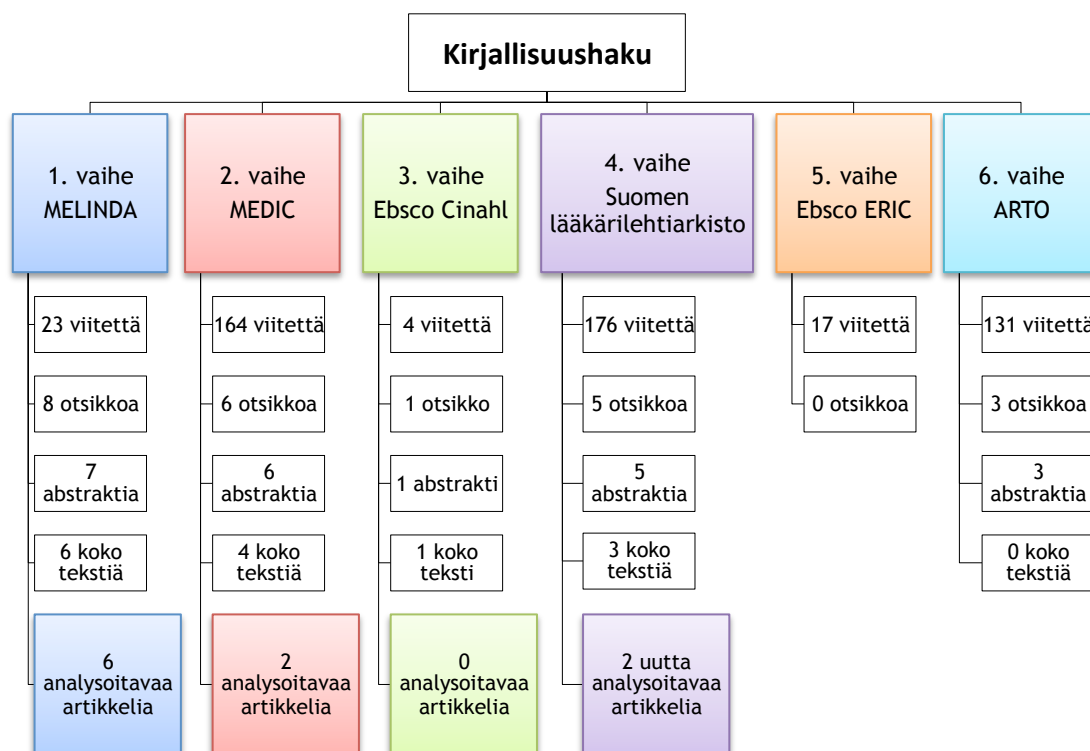 Kirjallisuushaku
1. vaihe
MELINDA
23 viitettä
8 otsikkoa
7
abstraktia
6 koko
tekstiä
6
analysoitavaa
artikkelia
2. vaihe
MEDIC
164 viitettä
6 otsikkoa
6
abstraktia
4 koko
tekstiä
2
analysoitavaa
artikkelia
3. vaihe
Ebsco Cinahl
4 viitettä
1 otsikko
1 abstrakti
1 koko
teksti
0
analysoitavaa
artikkelia
4. vaihe
Suomen
lääkärilehtiarkisto
176 viitettä
5 otsikkoa
5
abstraktia
3 koko
tekstiä
2 uutta
analysoitavaa
artikkelia
5. vaihe
Ebsco ERIC
17 viitettä
0 otsikkoa
6. vaihe
ARTO
131 viitettä
3 otsikkoa
3
abstraktia
0 koko
tekstiä